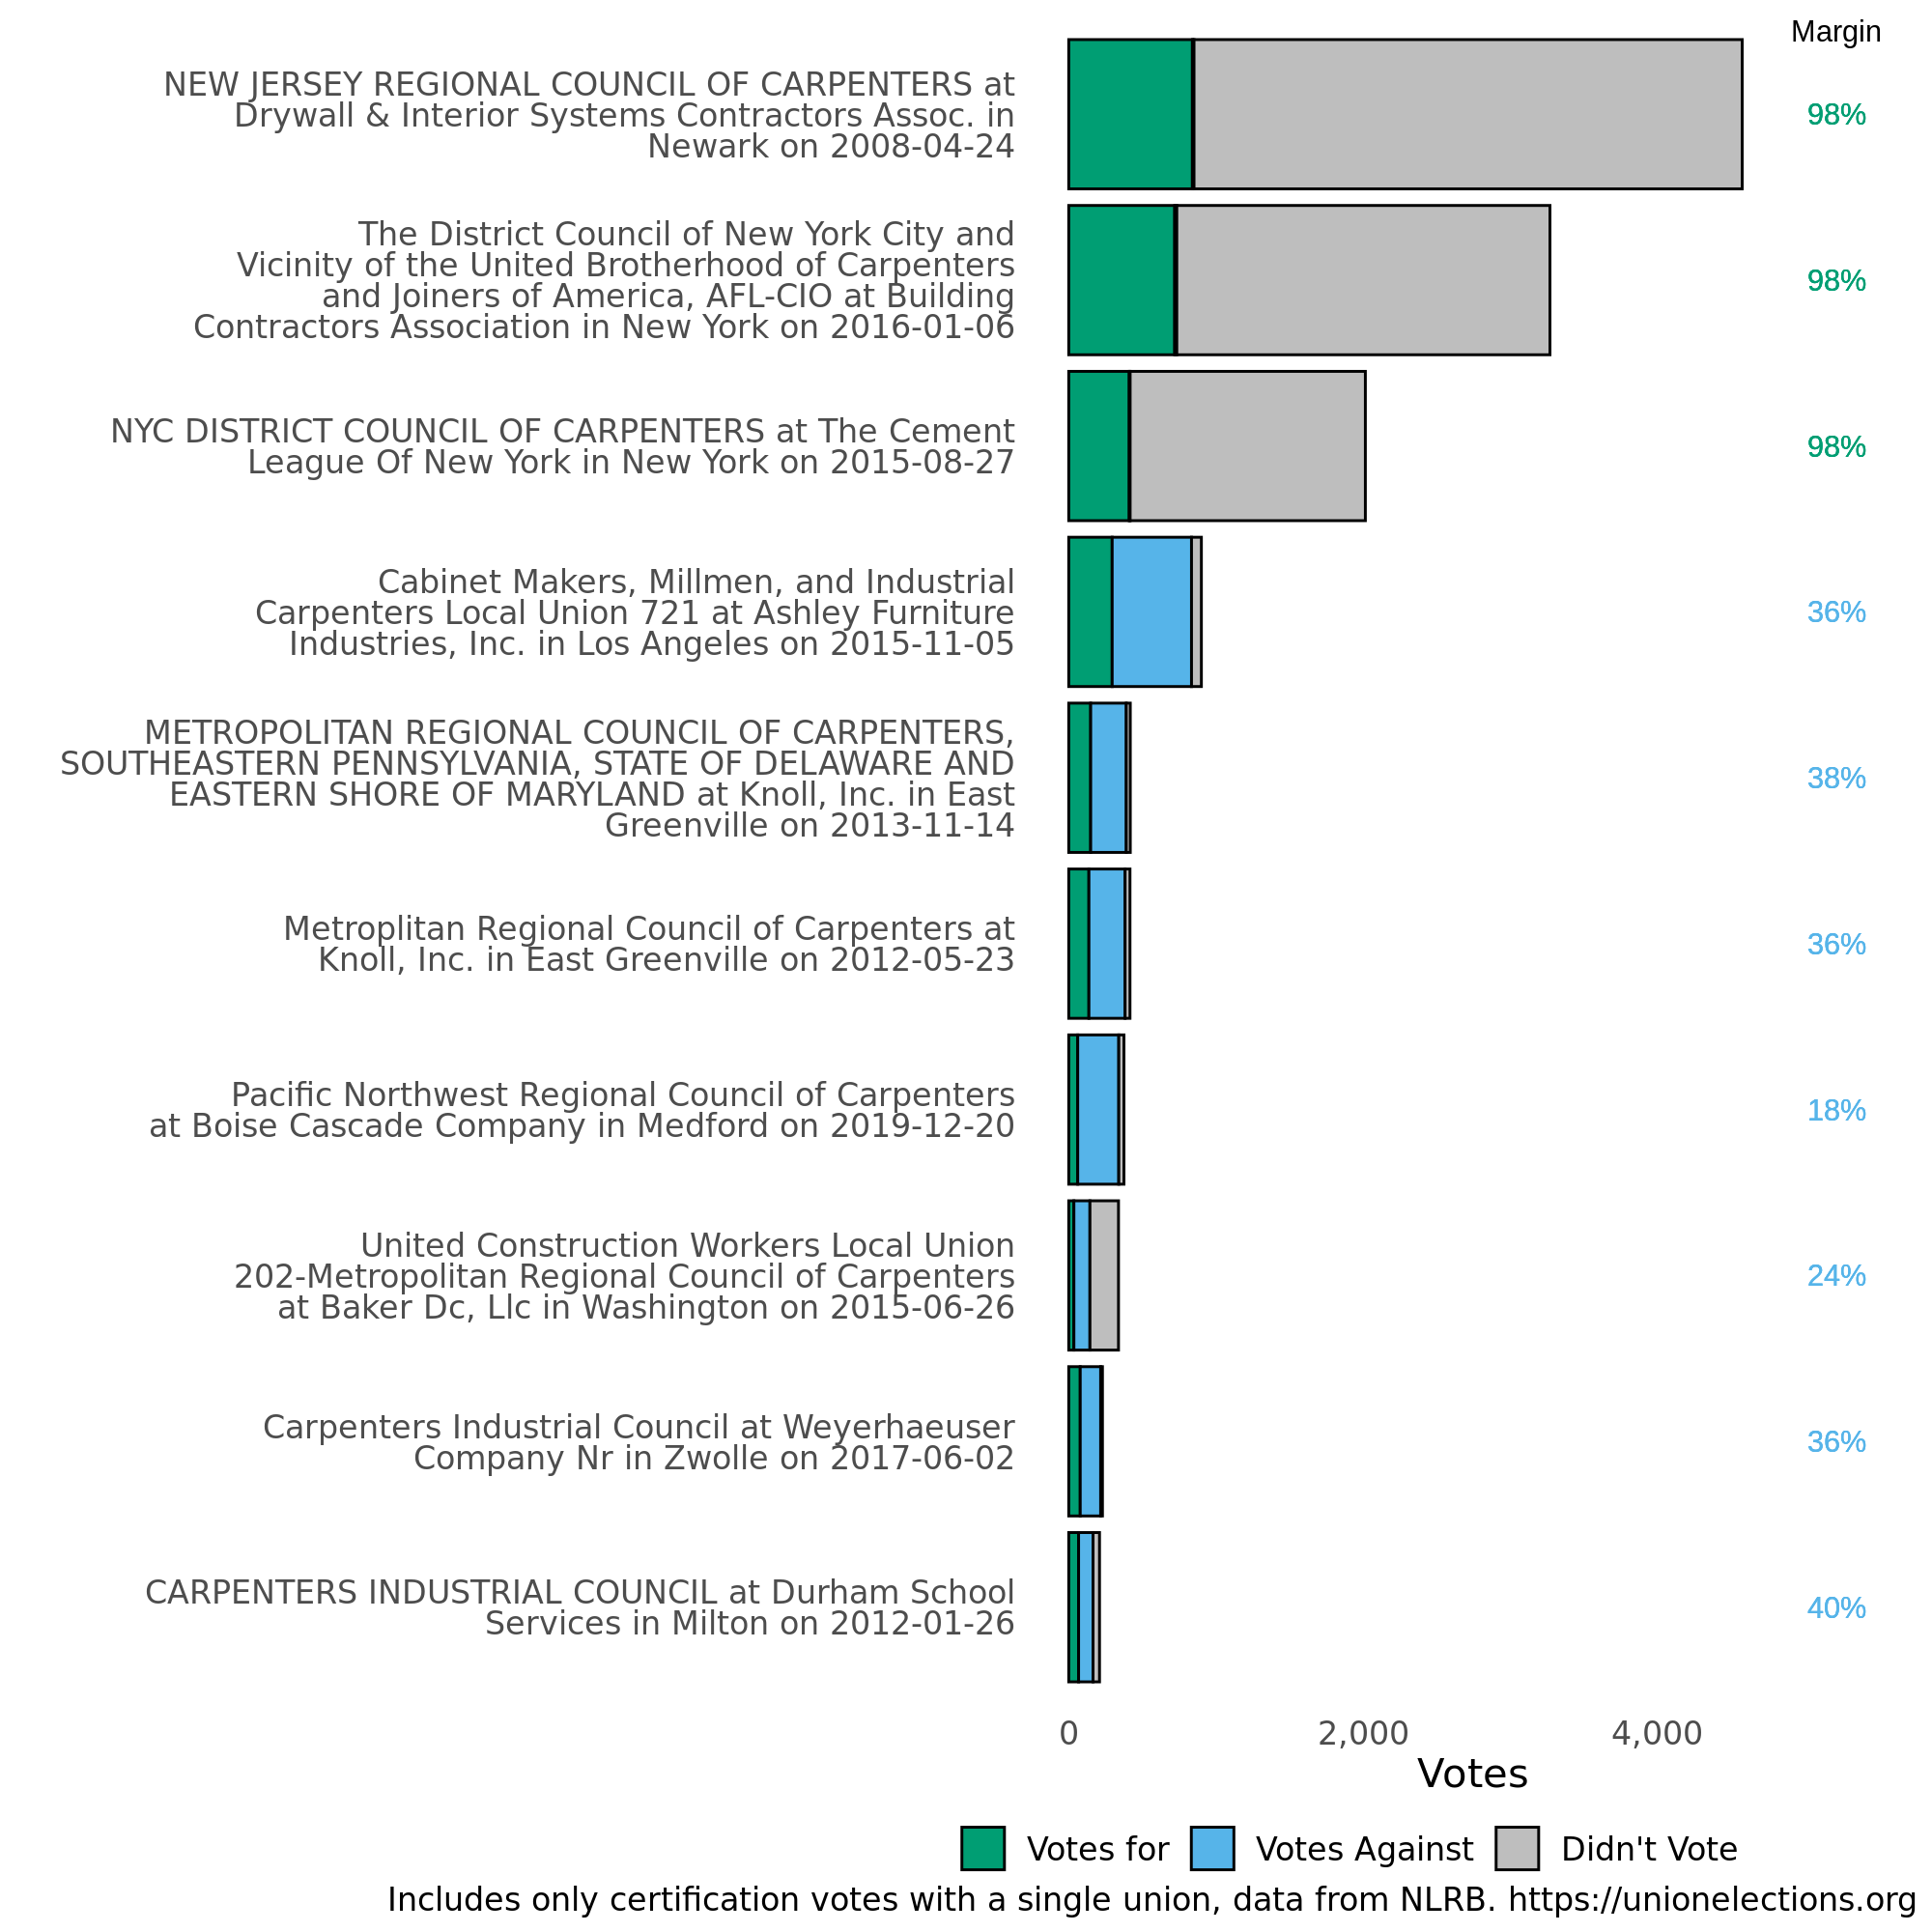 Margin
NEW JERSEY REGIONAL COUNCIL OF CARPENTERS at
Drywall & Interior Systems Contractors Assoc. in
Newark on 2008-04-24
98%
The District Council of New York City and
Vicinity of the United Brotherhood of Carpenters
and Joiners of America, AFL-CIO at Building
Contractors Association in New York on 2016-01-06
98%
NYC DISTRICT COUNCIL OF CARPENTERS at The Cement
League Of New York in New York on 2015-08-27
98%
Cabinet Makers, Millmen, and Industrial
Carpenters Local Union 721 at Ashley Furniture
Industries, Inc. in Los Angeles on 2015-11-05
36%
METROPOLITAN REGIONAL COUNCIL OF CARPENTERS,
SOUTHEASTERN PENNSYLVANIA, STATE OF DELAWARE AND
EASTERN SHORE OF MARYLAND at Knoll, Inc. in East
Greenville on 2013-11-14
38%
Metroplitan Regional Council of Carpenters at
Knoll, Inc. in East Greenville on 2012-05-23
36%
Pacific Northwest Regional Council of Carpenters
at Boise Cascade Company in Medford on 2019-12-20
18%
United Construction Workers Local Union
202-Metropolitan Regional Council of Carpenters
at Baker Dc, Llc in Washington on 2015-06-26
24%
Carpenters Industrial Council at Weyerhaeuser
Company Nr in Zwolle on 2017-06-02
36%
CARPENTERS INDUSTRIAL COUNCIL at Durham School
Services in Milton on 2012-01-26
40%
0 2,000 4,000
Votes
Votes for Votes Against Didn't Vote
Includes only certification votes with a single union, data from NLRB. https://unionelections.org